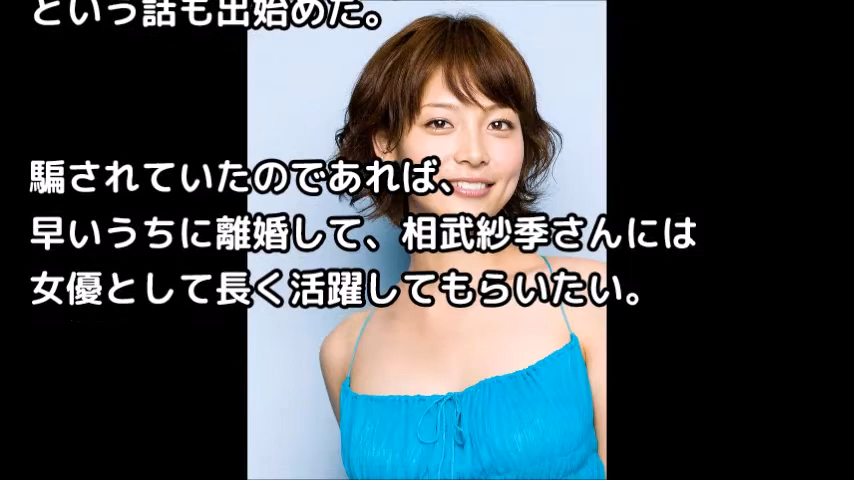 という話も出始めた。
騙されていたのであれば、
早いうちに離婚して、相武紗季さんには
女優として長く活躍してもらいたい。